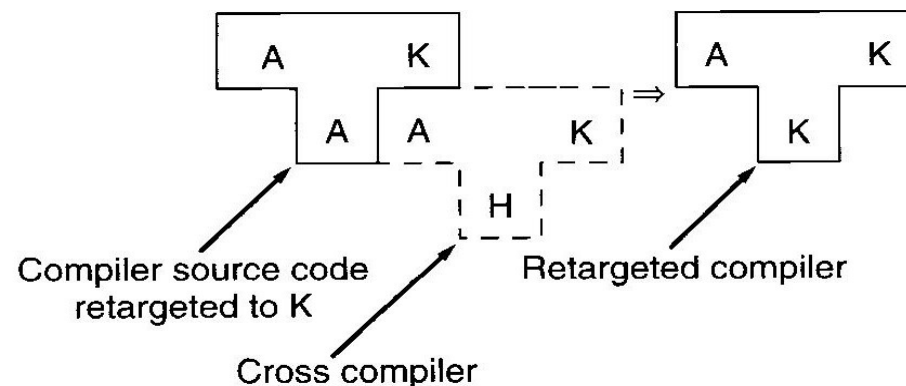 A K A K
A A K ⇒ K
H
Compiler source code
retargeted to K
Retargeted compiler
Cross compiler